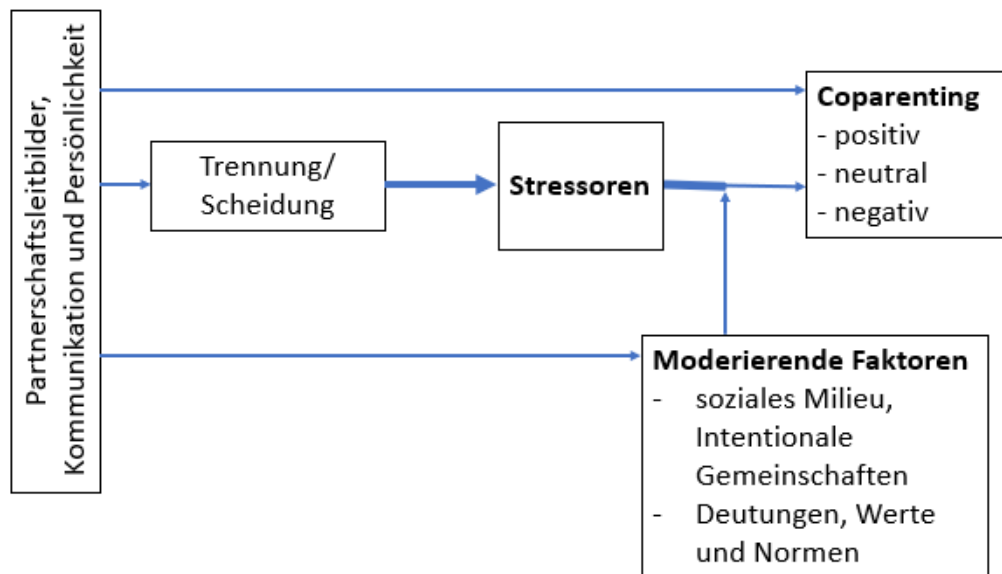 Partnerschaftsleitbilder,
Kommunikation und Persönlichkeit
Trennung/
Scheidung
Stressoren
Coparenting
- positiv
- neutral
- negativ
Moderierende Faktoren
- soziales Milieu,
Intentionale
Gemeinschaften
- Deutungen, Werte
und Normen